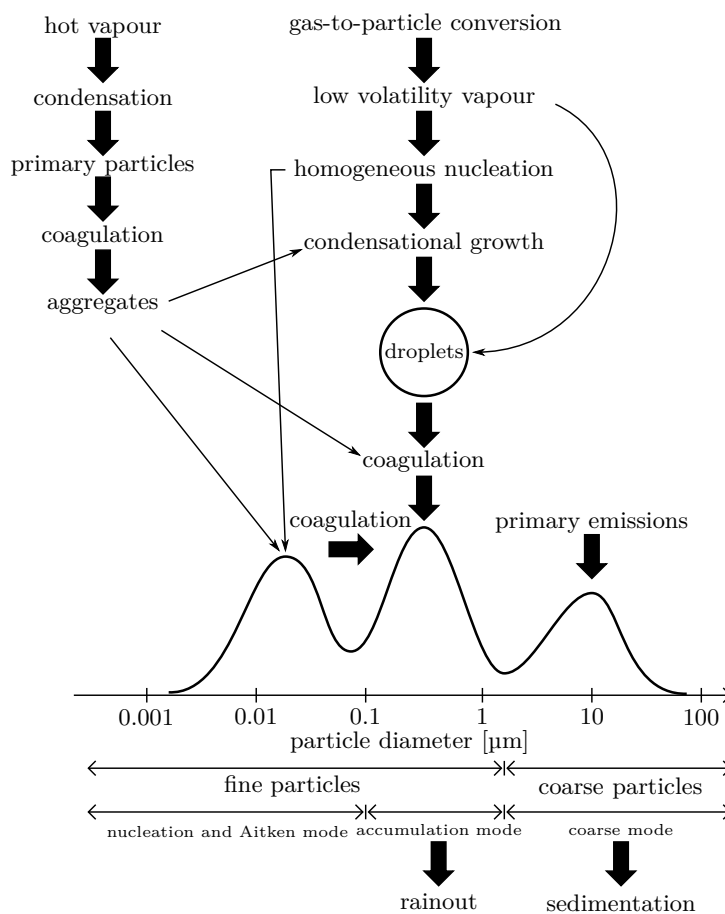 hot vapour
gas-to-particle conversion
condensation
low volatility vapour
primary particles
homogeneous nucleation
coagulation
condensational growth
aggregates
droplets
coagulation
coagulation
primary emissions
0.001 0.01 0.1 1 10 100
particle diameter [µm]
fine particles
coarse particles
nucleation and Aitken mode
accumulation mode
coarse mode
rainout
sedimentation